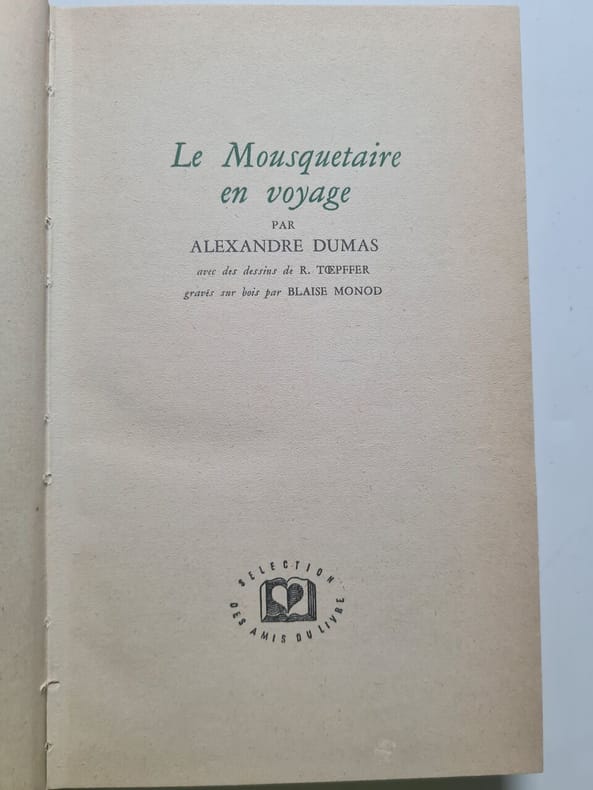 Le Mousquetaire
en voyage
PAR
ALEXANDRE DUMAS
avec des dessins de R. TŒPFFER
gravés sur bois par BLAISE MONOD
SELECTION
DES AMIS DU LIVRE